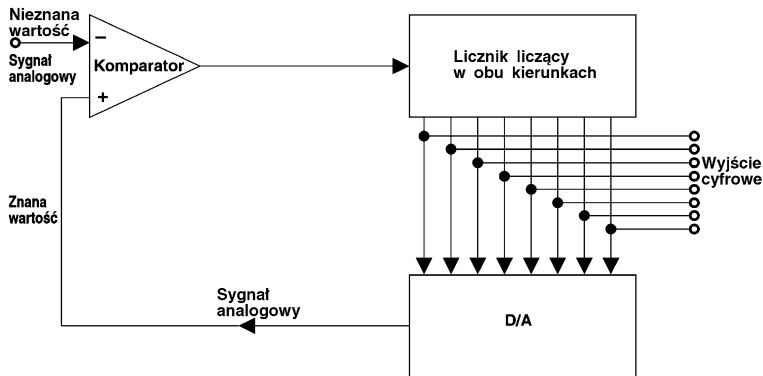 Nieznana
wartość
Sygnał
analogowy
–
Komparator
+
Licznik liczący
w obu kierunkach
Wyjście
cyfrowe
Znana
wartość
Sygnał
analogowy
D/A